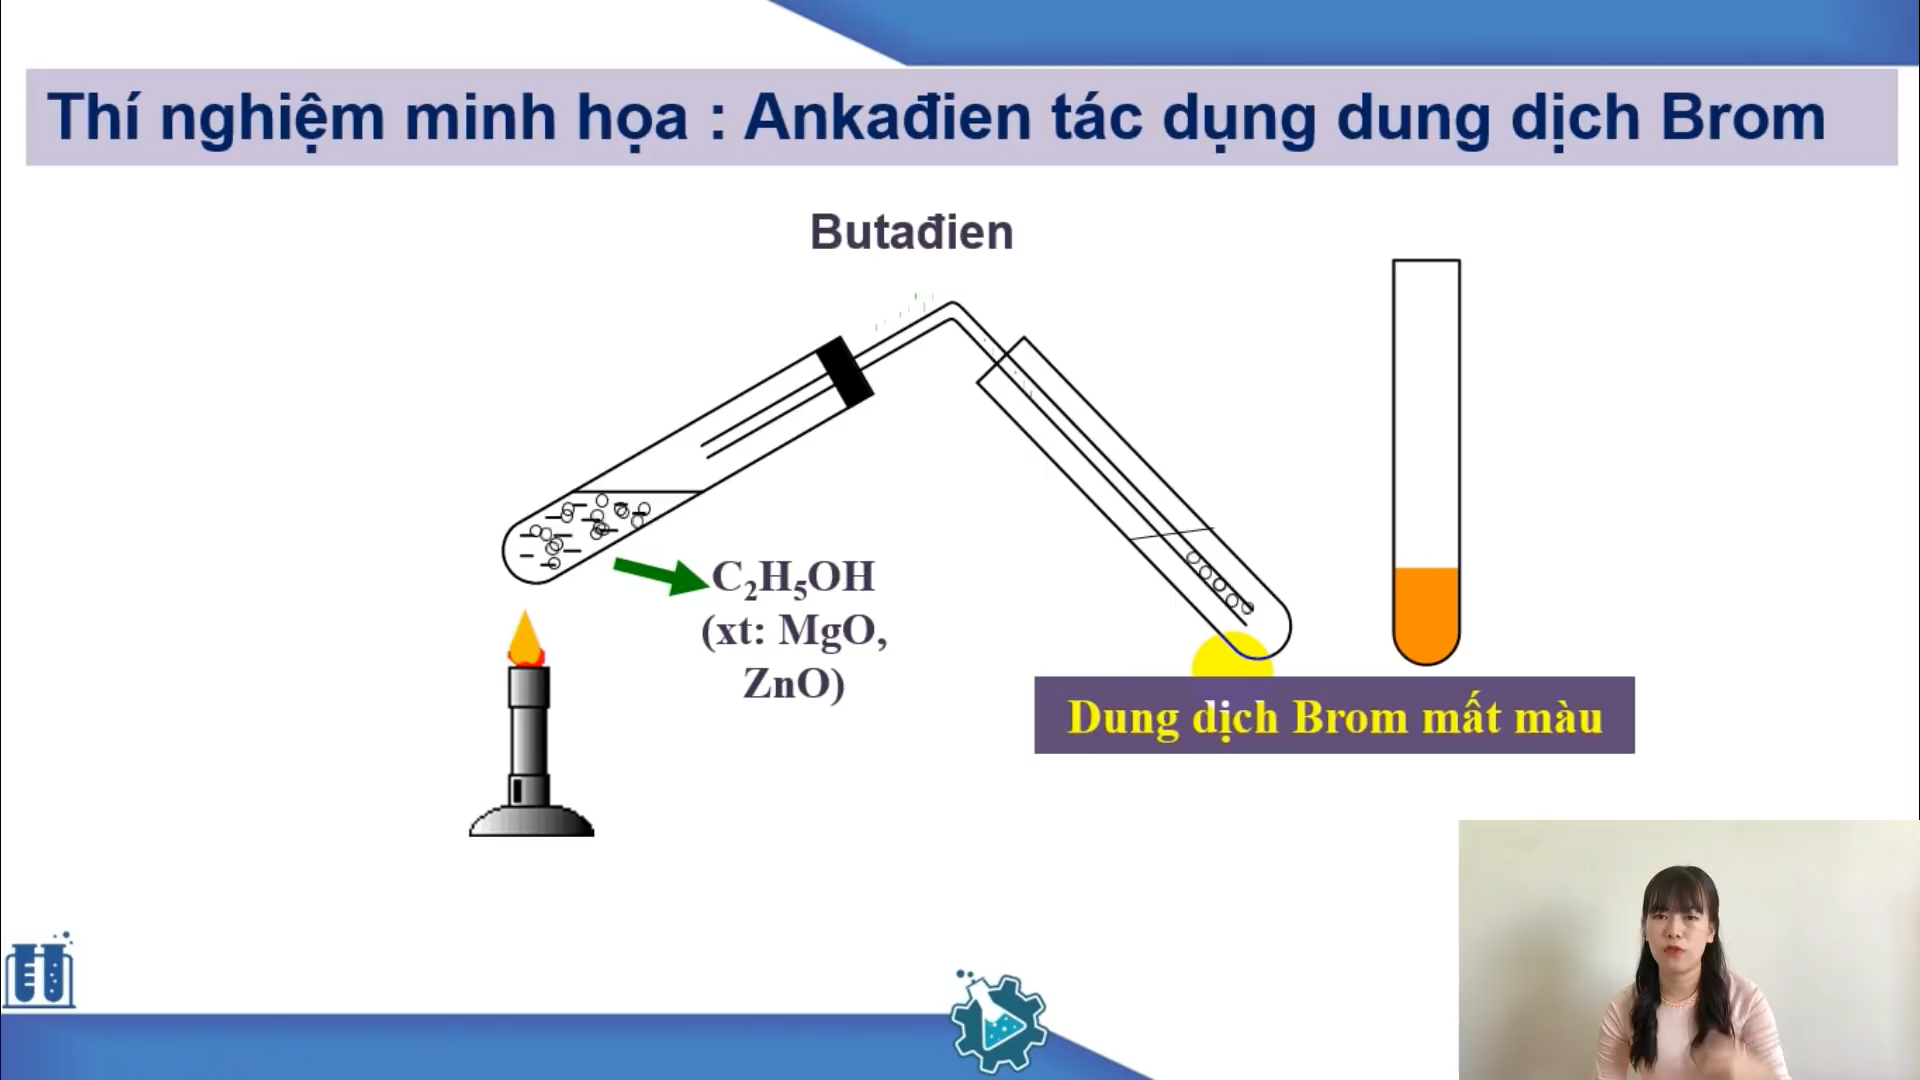 Thí nghiệm minh họa : Ankađien tác dụng dung dịch Brom
Butađien
C₂H₅OH
(xt: MgO,
ZnO)
Dung dịch Brom mất màu